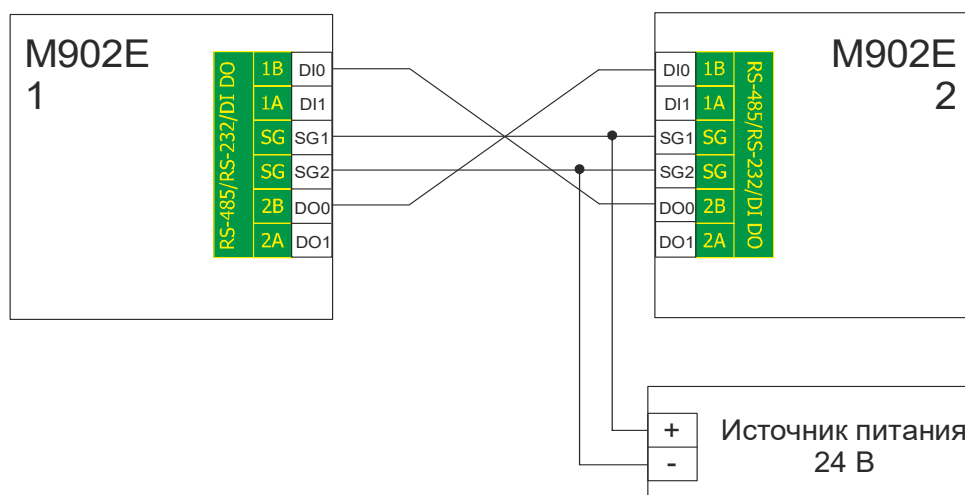 M902E
1
RS-485/RS-232/DI DO
1B DI0
1A DI1
SG SG1
SG SG2
2B DO0
2A DO1
M902E
2
DI0 1B
DI1 1A
SG1 SG
SG2 SG
DO0 2B
DO1 2A
RS-485/RS-232/DI DO
+
-
Источник питания
24 В